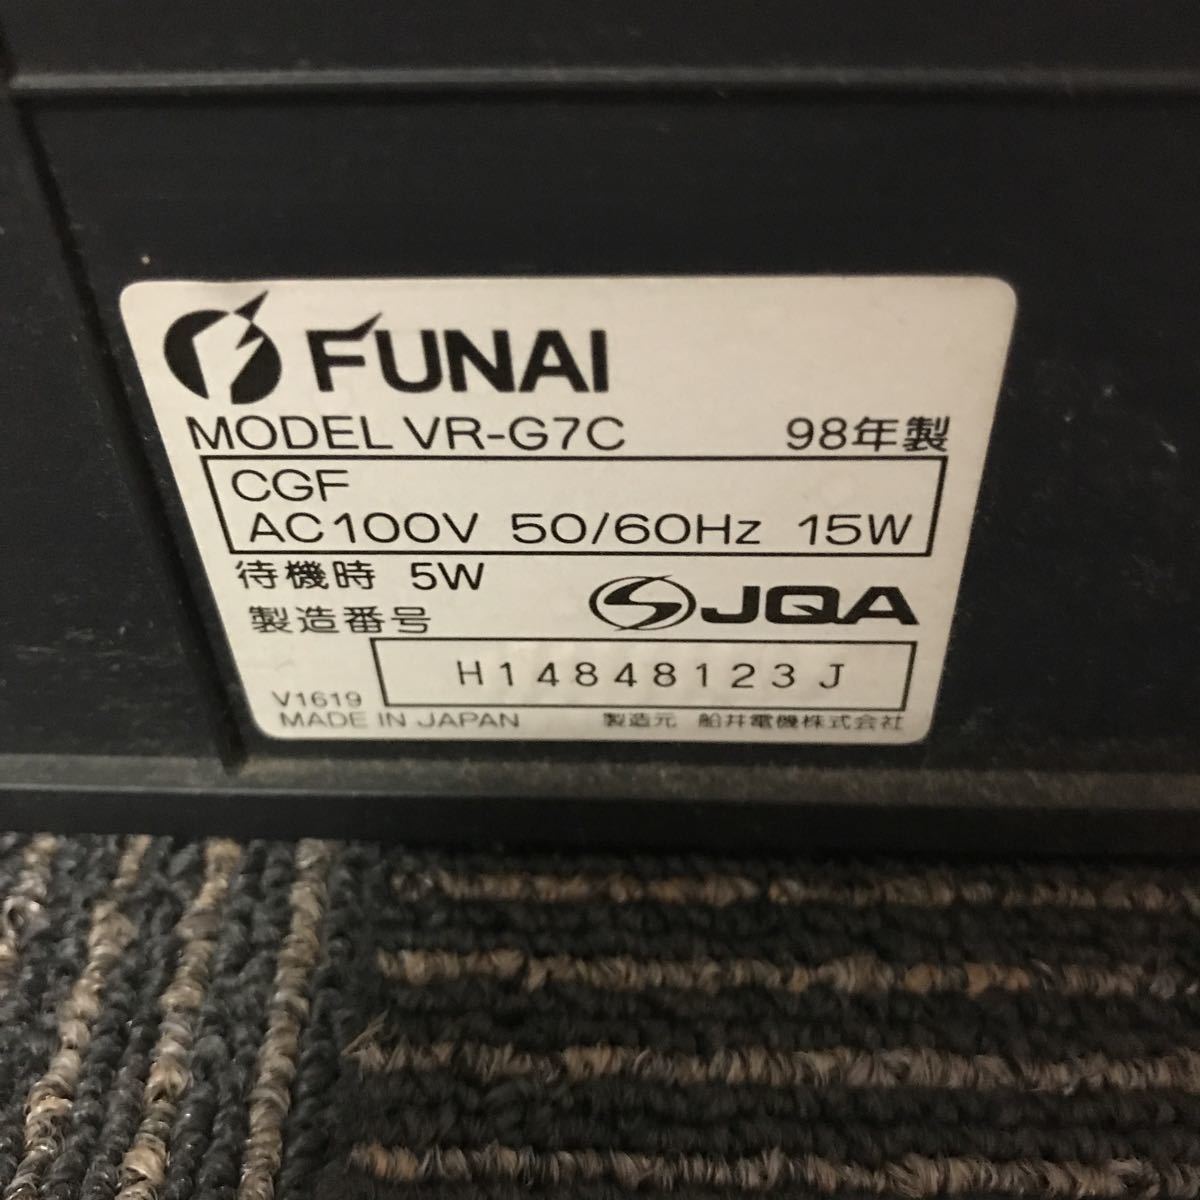 FUNAI
MODEL VR-G7C 98年製
CGF
AC100V 50/60Hz 15W
待機時 5W
JQA
製造番号
H14848123J
V1619
MADE IN JAPAN 製造元 船井電機株式会社